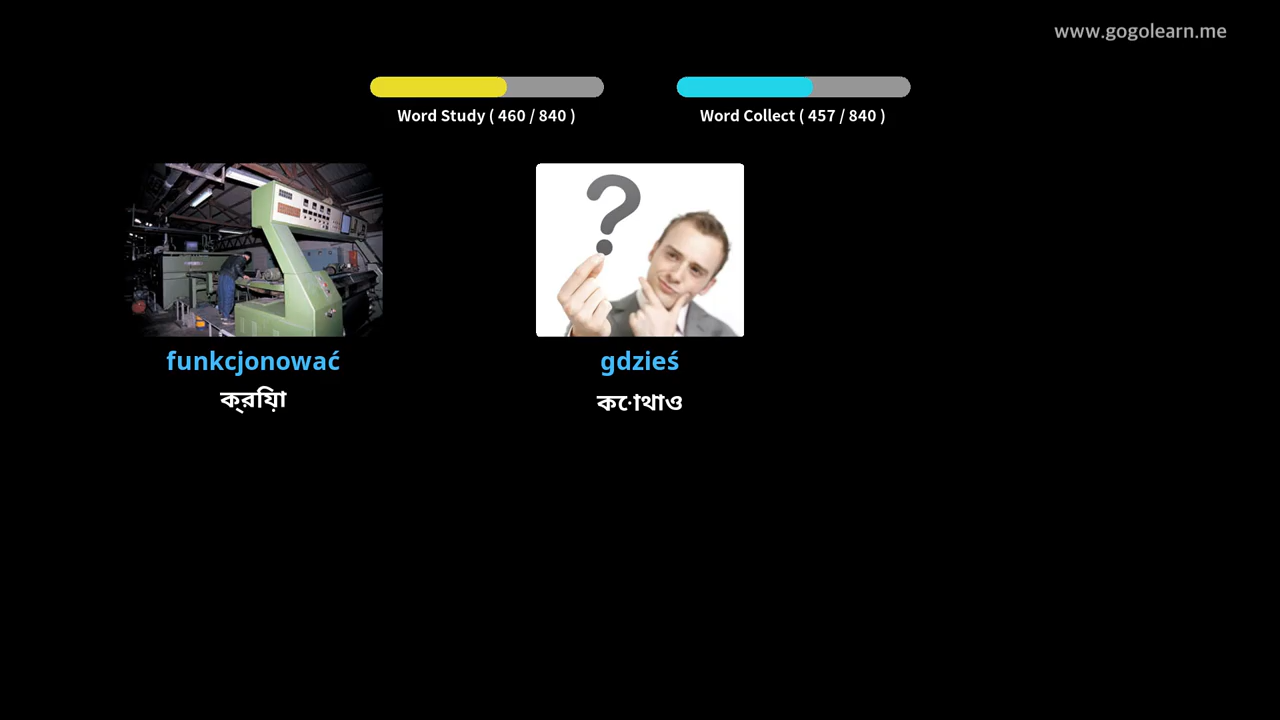 www.gogolearn.me
Word Study ( 460 / 840 )
Word Collect ( 457 / 840 )
funkcjonować
gdzieś
ক্রিয়া
কোথাও